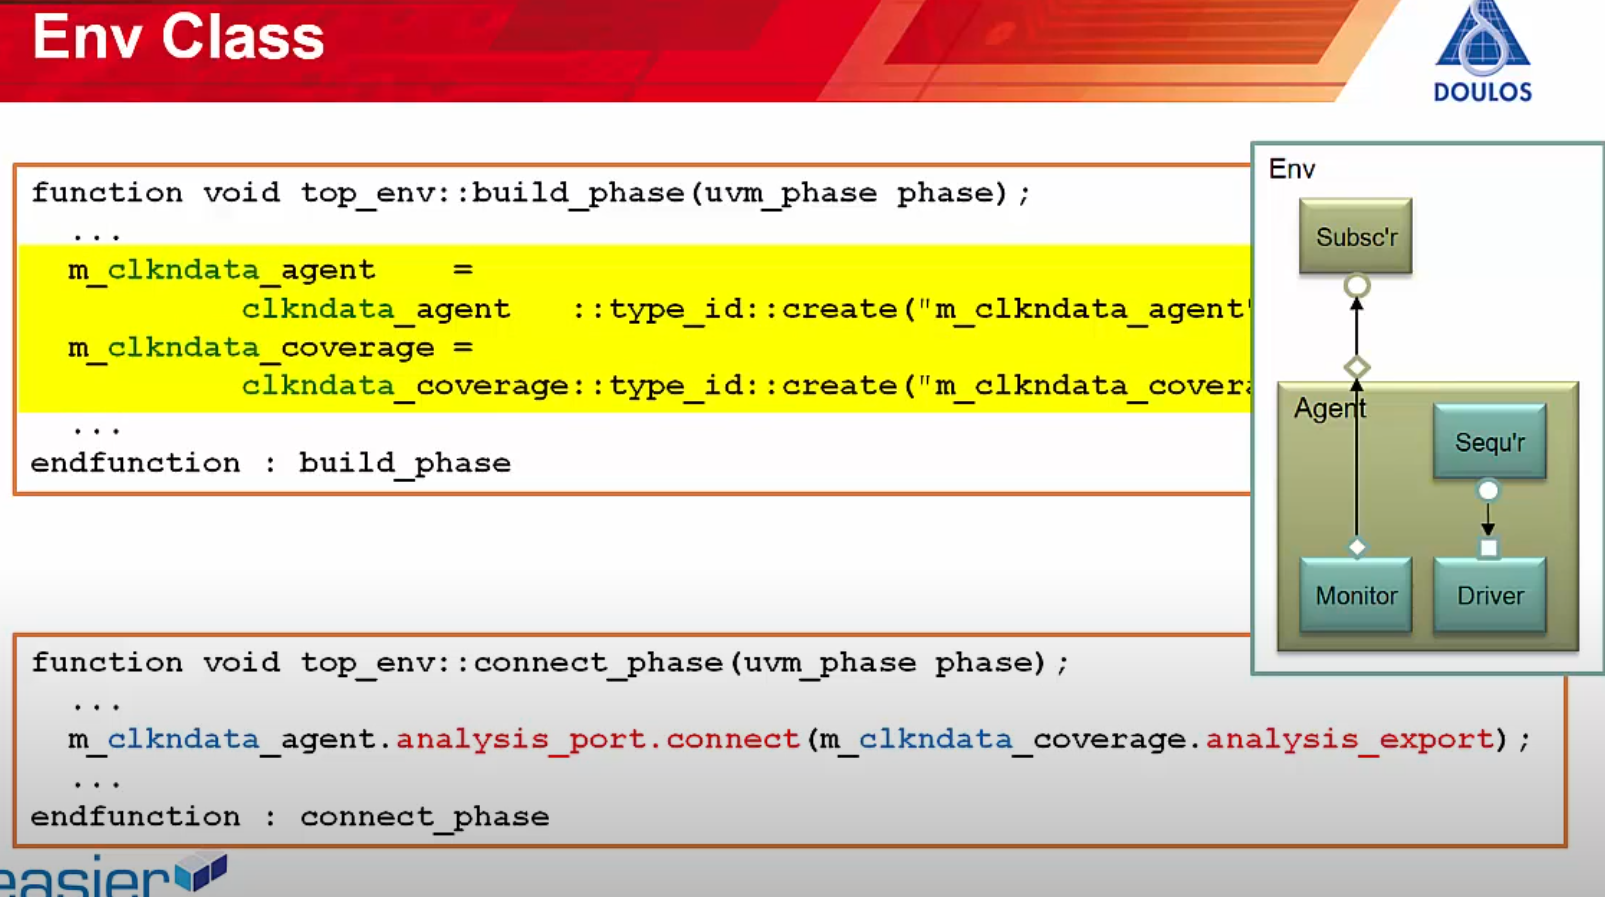 Env Class
DOULOS
function void top_env::build_phase(uvm_phase phase);
...
m_clkndata_agent =
clkndata_agent ::type_id::create("m_clkndata_agent"
m_clkndata_coverage =
clkndata_coverage::type_id::create("m_clkndata_covera
...
endfunction : build_phase
Env
Subsc'r
Agent
Sequ'r
Monitor
Driver
function void top_env::connect_phase(uvm_phase phase);
...
m_clkndata_agent.analysis_port.connect(m_clkndata_coverage.analysis_export);
...
endfunction : connect_phase
easier